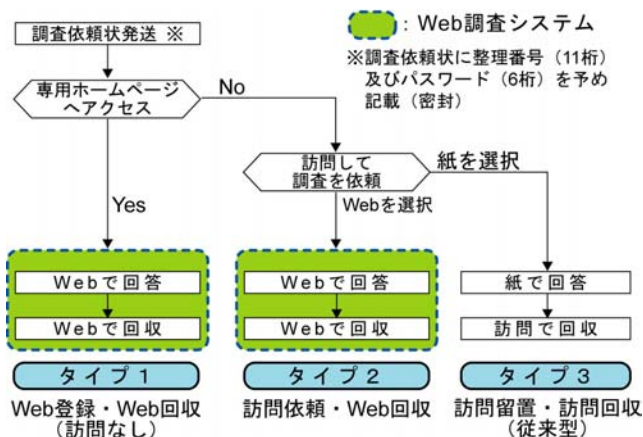 調査依頼状発送 ※
：Web調査システム
※調査依頼状に整理番号（11桁）
及びパスワード（6桁）を予め
記載（密封）
専用ホームページ
へアクセス
No
訪問して
調査を依頼
紙を選択
Yes
Webを選択
Webで回答
Webで回答
紙で回答
Webで回収
Webで回収
訪問で回収
タイプ1
タイプ2
タイプ3
Web登録・Web回収
（訪問なし）
訪問依頼・Web回収
訪問留置・訪問回収
（従来型）